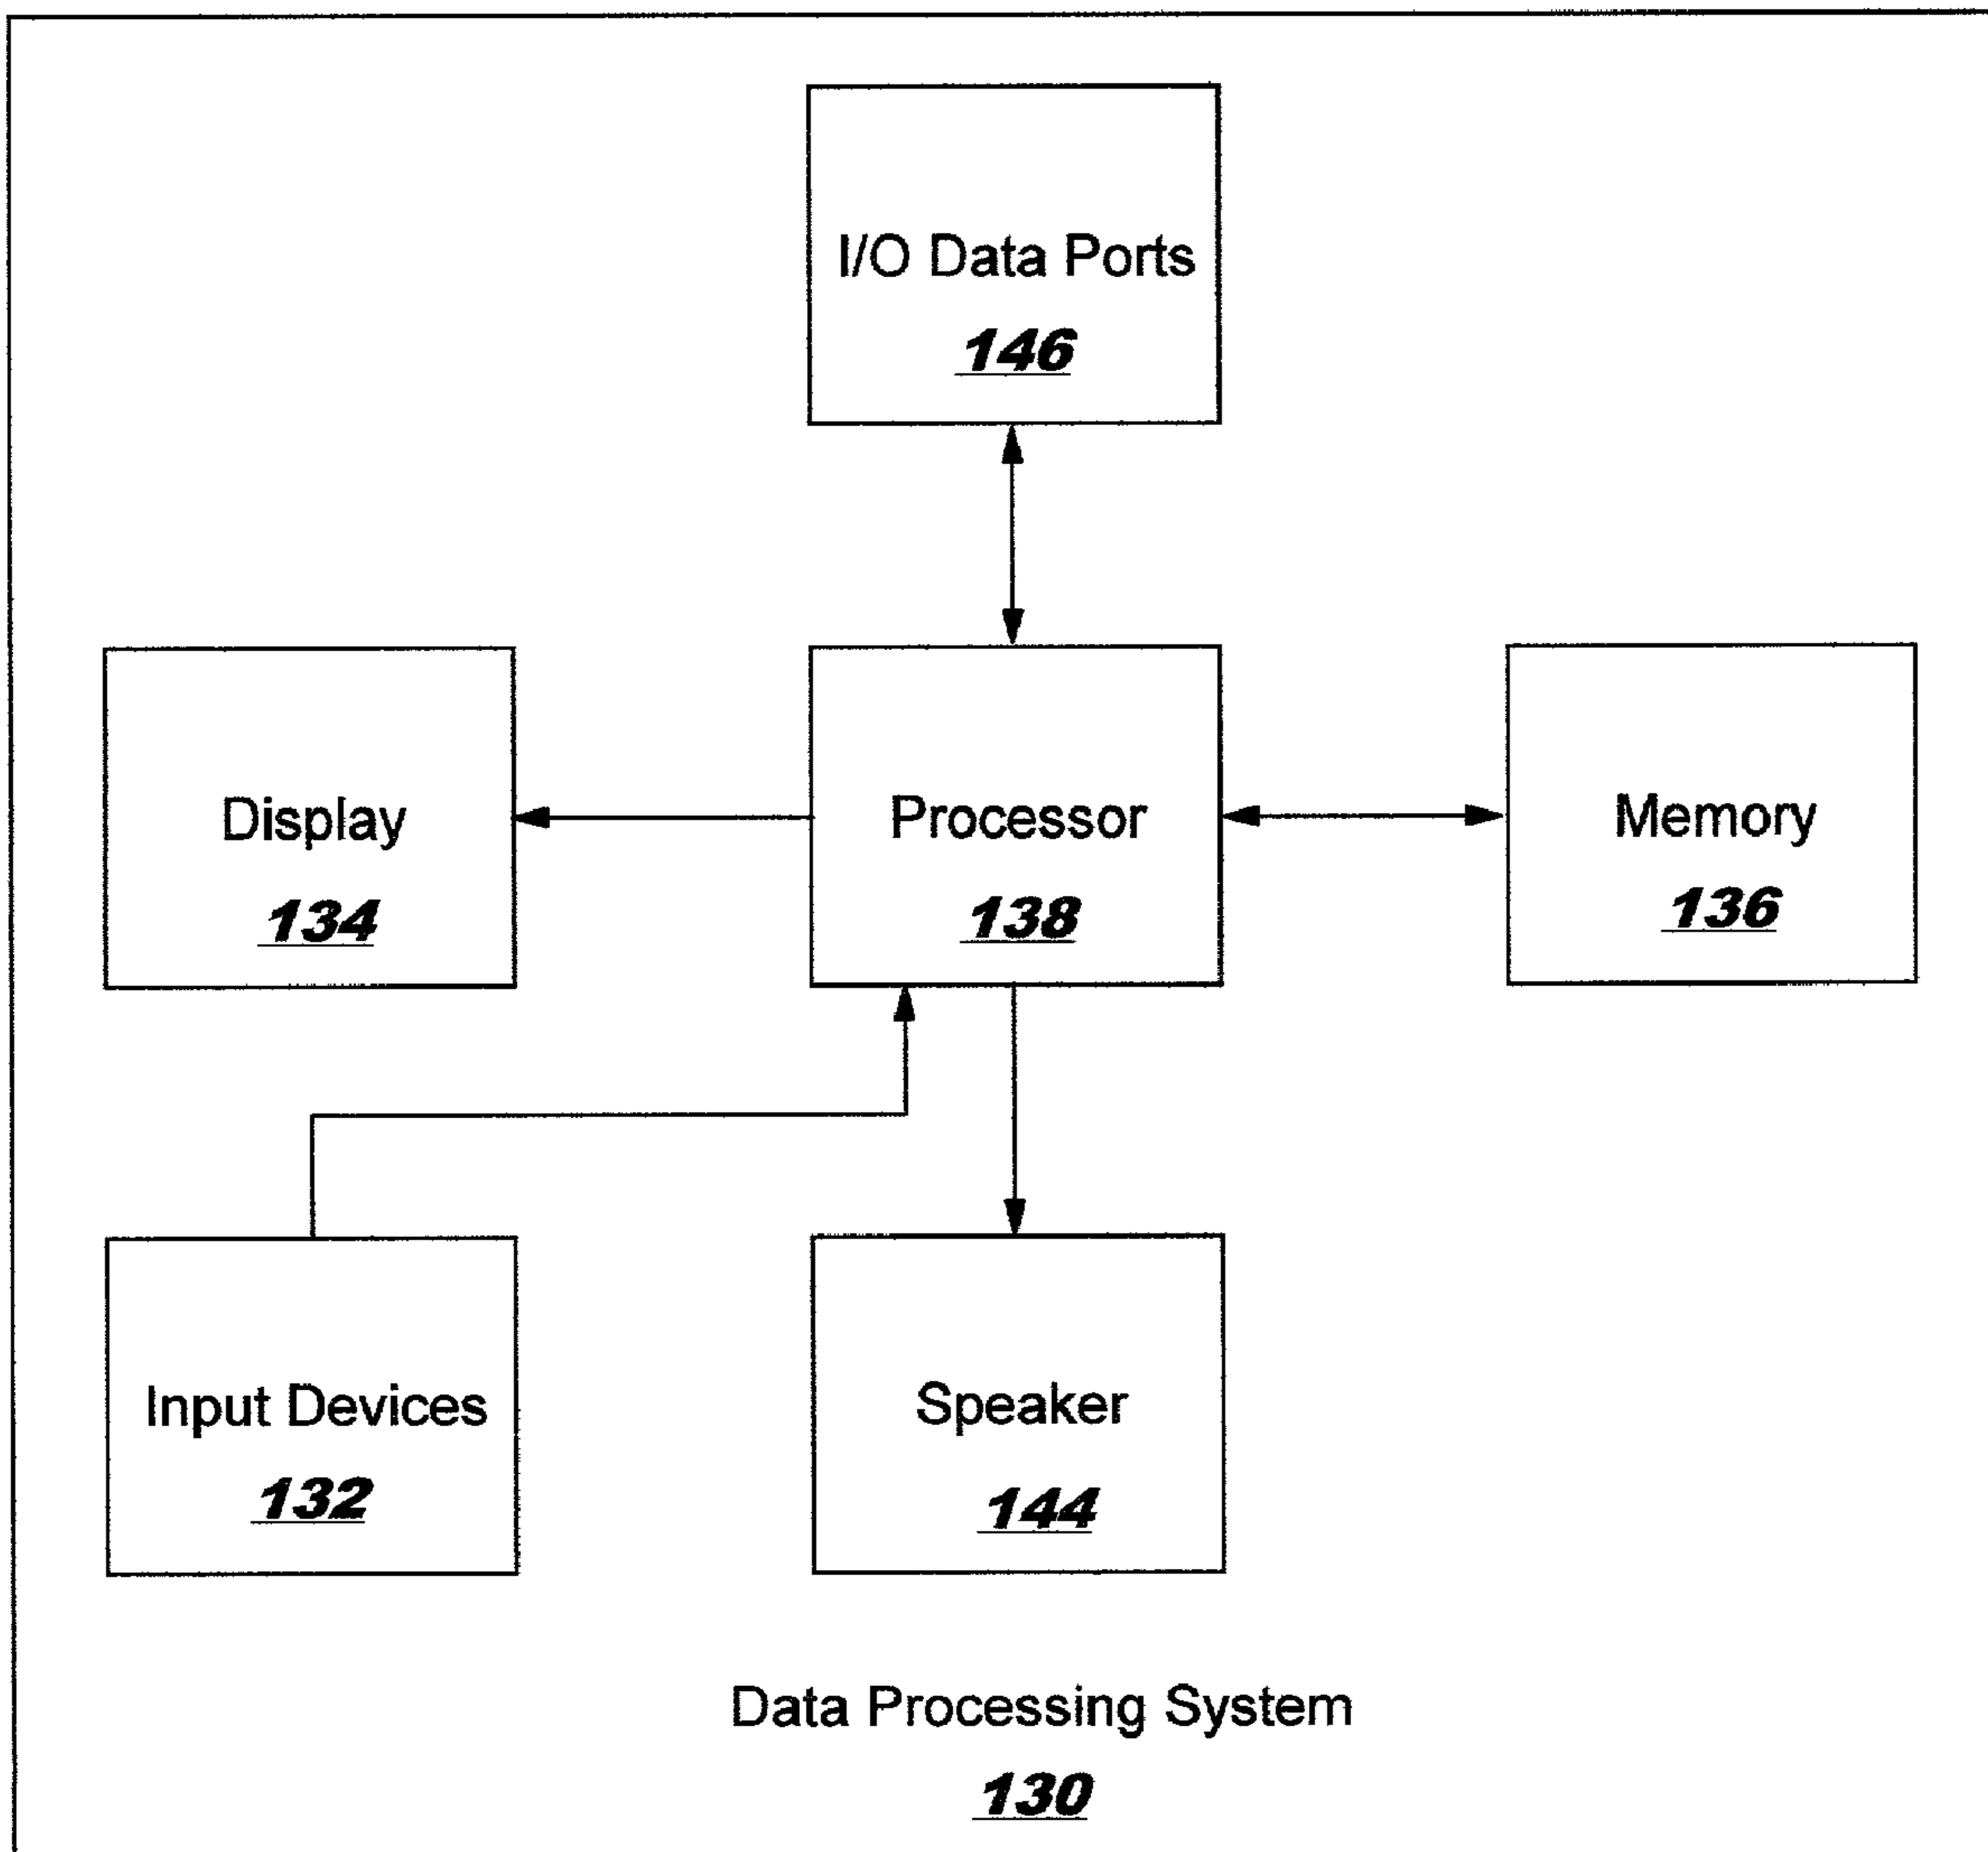 I/O Data Ports
146
Display
134
Processor
138
Memory
136
Input Devices
132
Speaker
144
Data Processing System
130